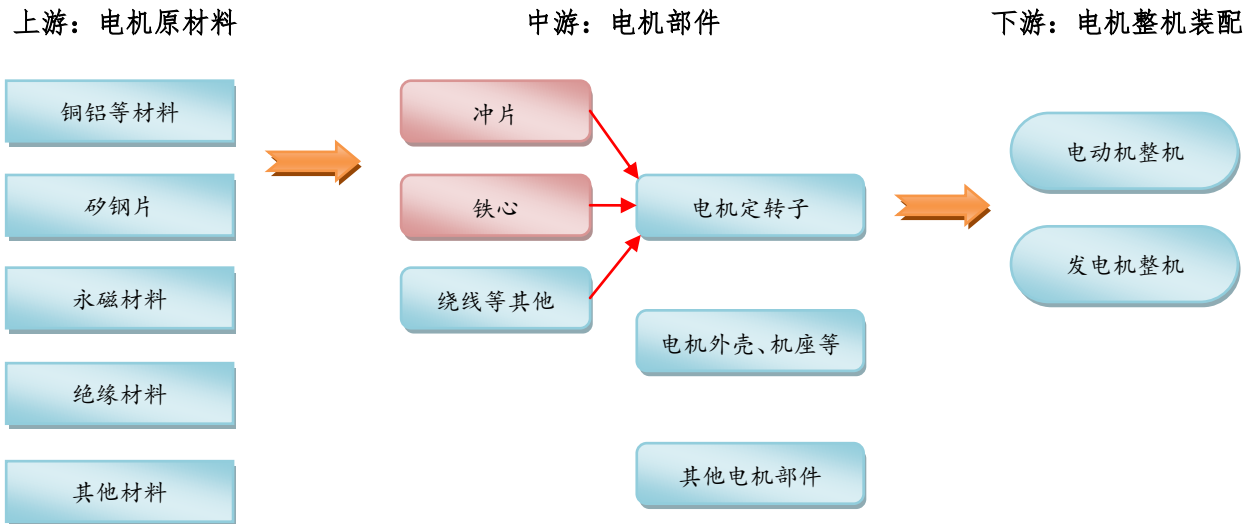 上游：电机原材料
中游：电机部件
下游：电机整机装配
铜铝等材料
矽钢片
永磁材料
绝缘材料
其他材料
冲片
铁心
绕线等其他
电机定转子
电机外壳、机座等
其他电机部件
电动机整机
发电机整机